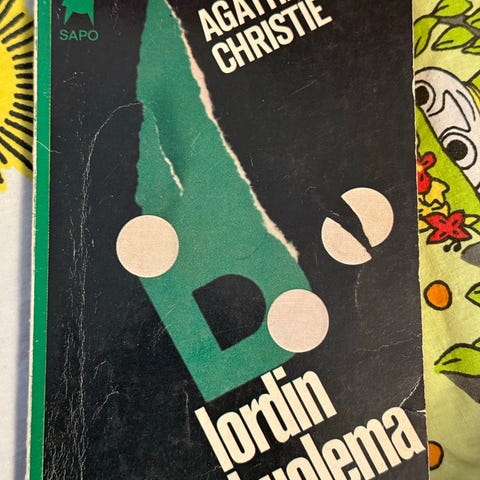 SAPO
AGATHA
CHRISTIE
lordin
kuolema